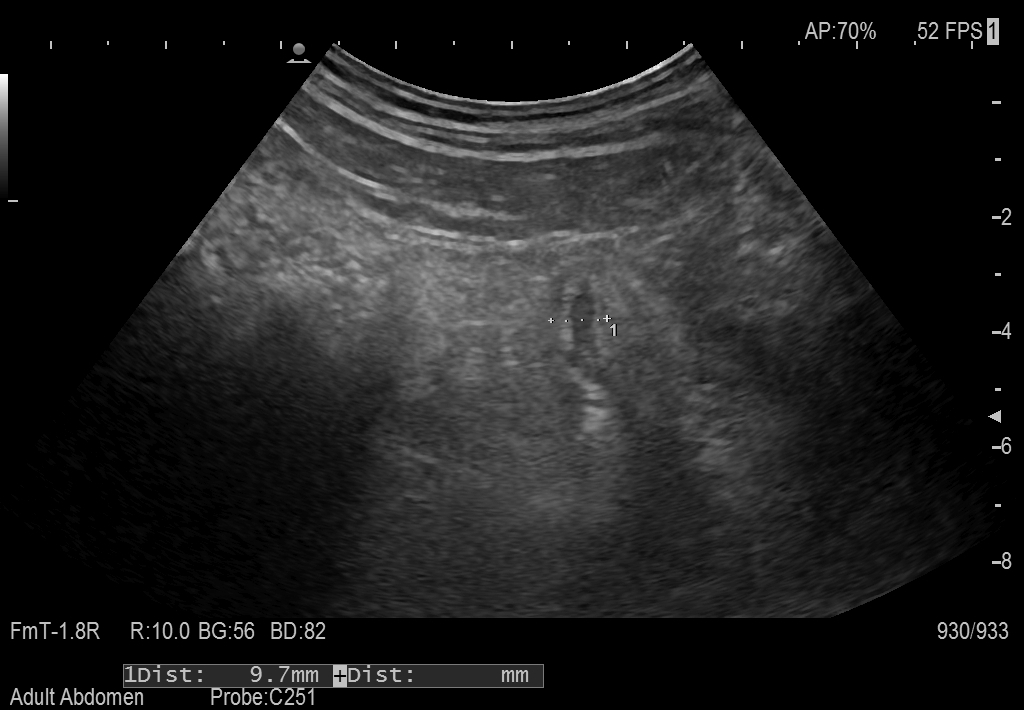 AP:70% 52 FPS 1
-2
1
-4
-6
-8
FmT-1.8R R:10.0 BG:56 BD:82 930/933
1Dist: 9.7mm +Dist: mm
Adult Abdomen Probe:C251